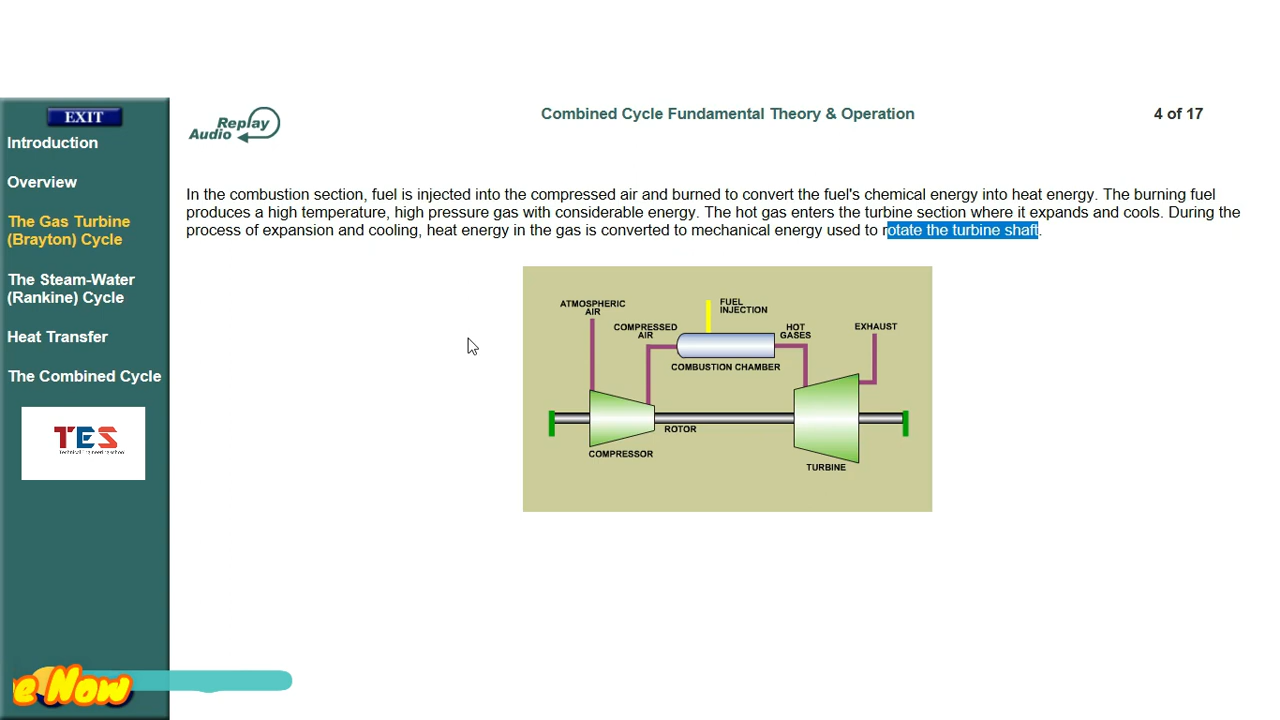 EXIT
Introduction
Overview
The Gas Turbine
(Brayton) Cycle
The Steam-Water
(Rankine) Cycle
Heat Transfer
The Combined Cycle
TES
e Now
Replay
Audio
Combined Cycle Fundamental Theory & Operation
4 of 17
In the combustion section, fuel is injected into the compressed air and burned to convert the fuel's chemical energy into heat energy. The burning fuel
produces a high temperature, high pressure gas with considerable energy. The hot gas enters the turbine section where it expands and cools. During the
process of expansion and cooling, heat energy in the gas is converted to mechanical energy used to rotate the turbine shaft.
ATMOSPHERIC
AIR
FUEL
INJECTION
COMPRESSED
AIR
HOT
GASES
EXHAUST
COMBUSTION CHAMBER
ROTOR
COMPRESSOR
TURBINE